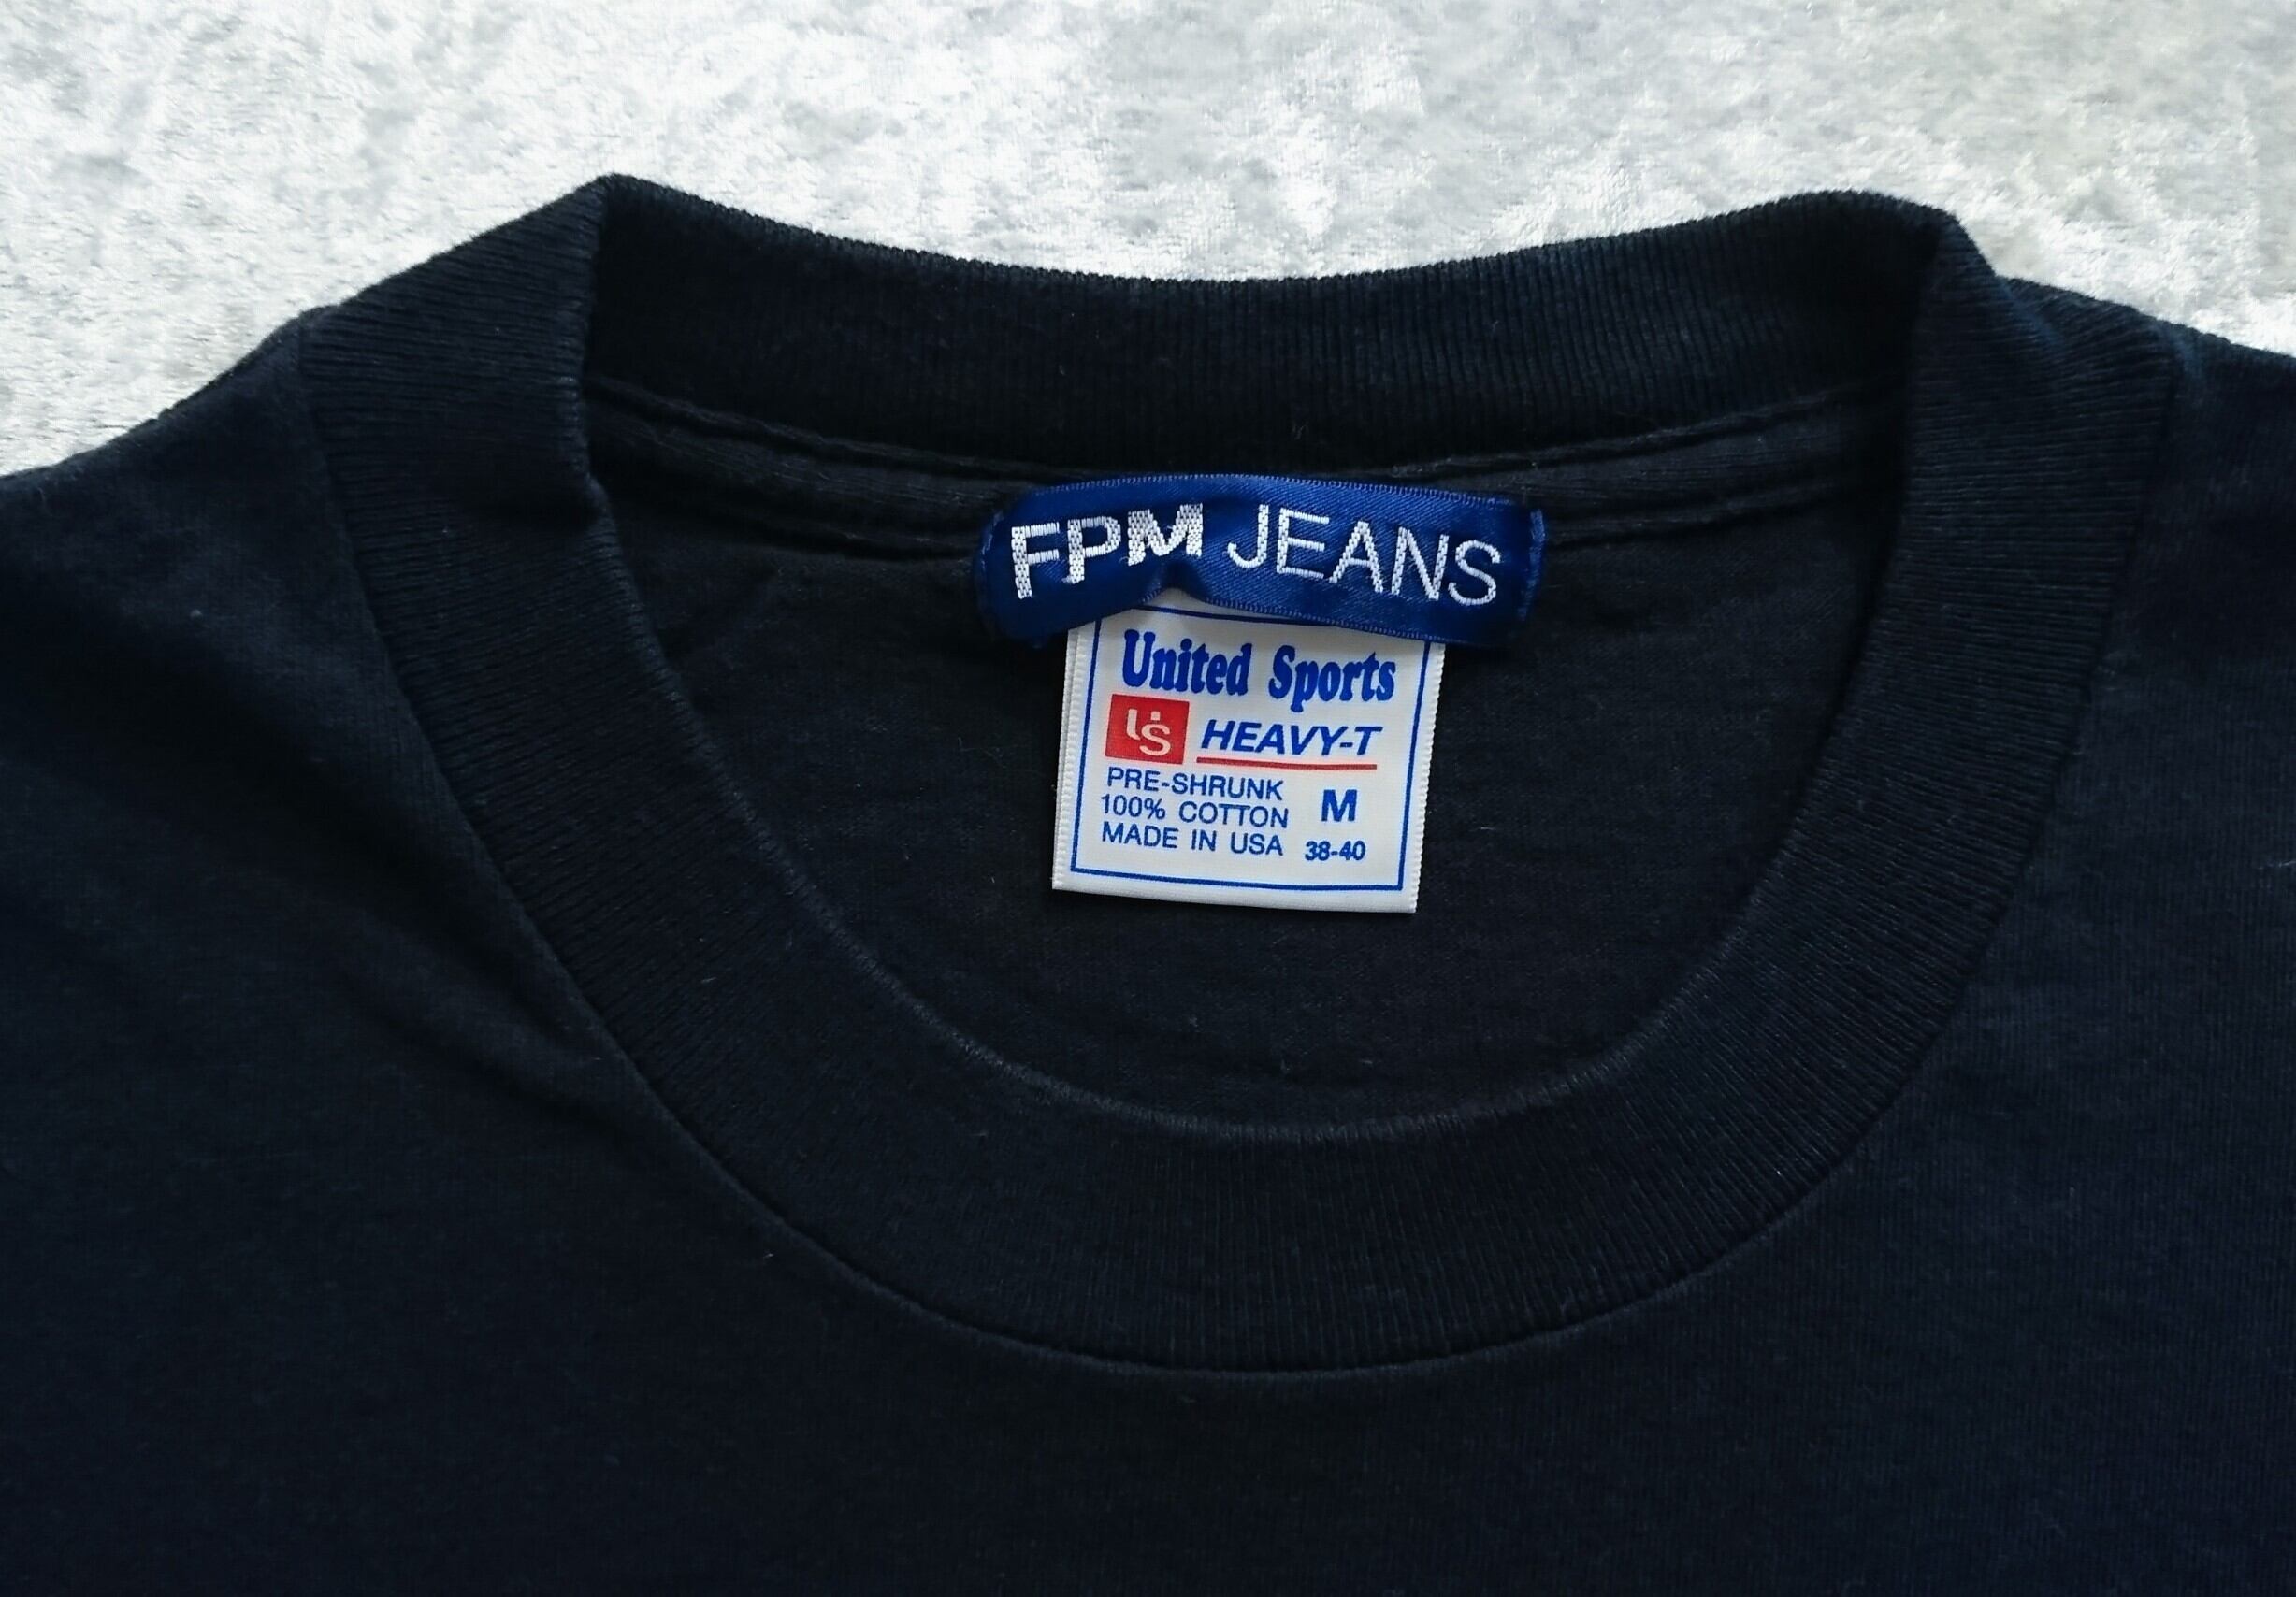 FPM JEANS
United Sports
US HEAVY-T
PRE-SHRUNK
100% COTTON M
MADE IN USA 38-40